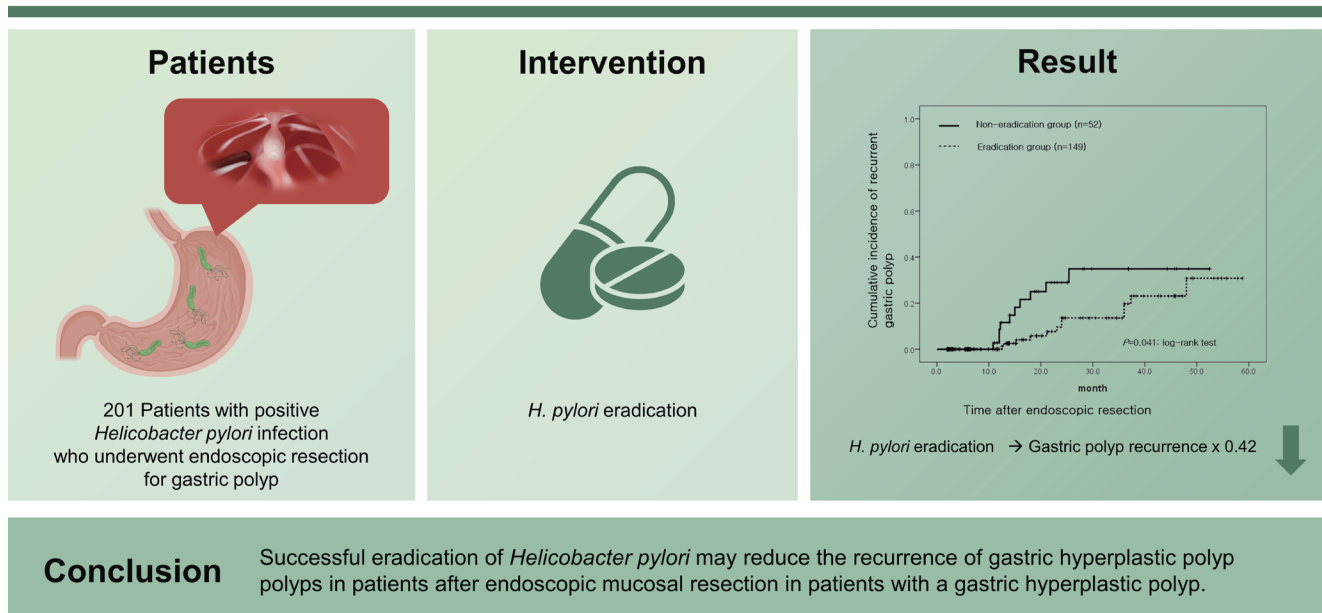 Patients
201 Patients with positive
Helicobacter pylori infection
who underwent endoscopic resection
for gastric polyp
Intervention
H. pylori eradication
Result
Cumulative incidence of recurrent
gastric polyp
1.0
0.8
0.6
0.4
0.2
0.0
Non-eradication group (n=52)
Eradication group (n=149)
P=0.041; log-rank test
0.0 10.0 20.0 30.0 40.0 50.0 60.0
month
Time after endoscopic resection
H. pylori eradication → Gastric polyp recurrence x 0.42
Conclusion
Successful eradication of Helicobacter pylori may reduce the recurrence of gastric hyperplastic polyp
polyps in patients after endoscopic mucosal resection in patients with a gastric hyperplastic polyp.